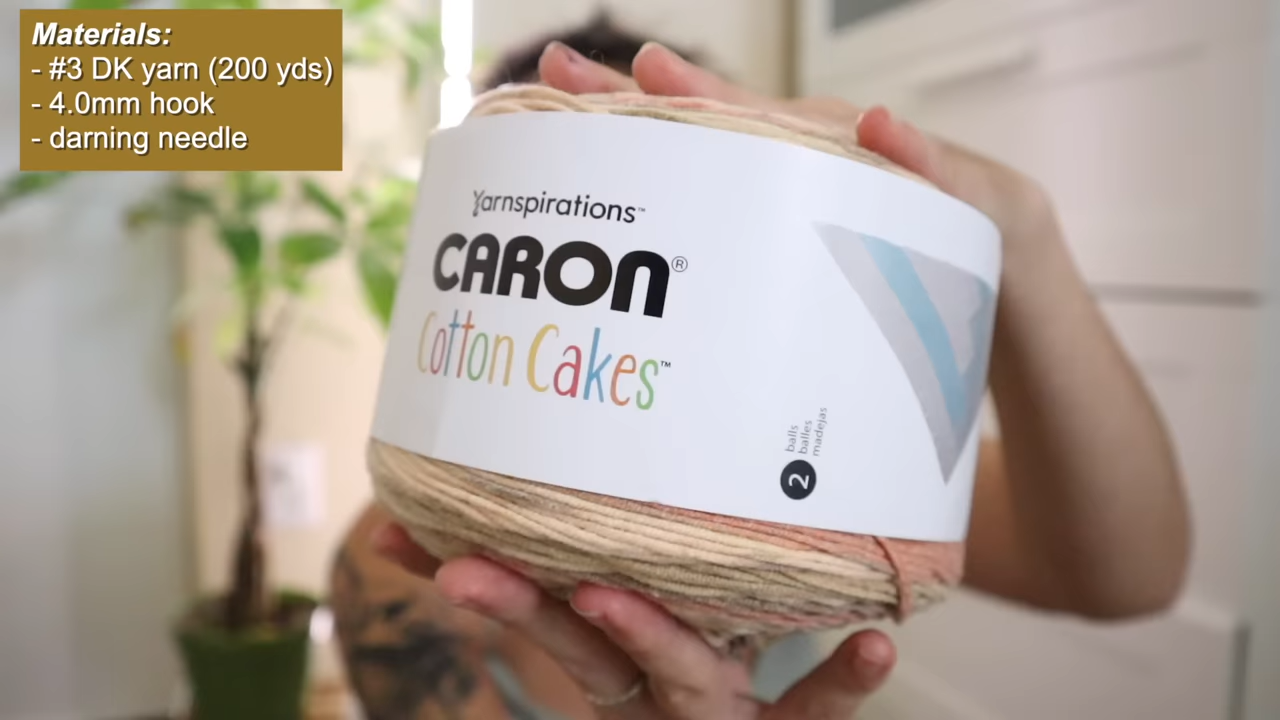 Materials:
- #3 DK yarn (200 yds)
- 4.0mm hook
- darning needle
Yarnspirations™
CARON®
Cotton Cakes™
2
balls
balles
madejas